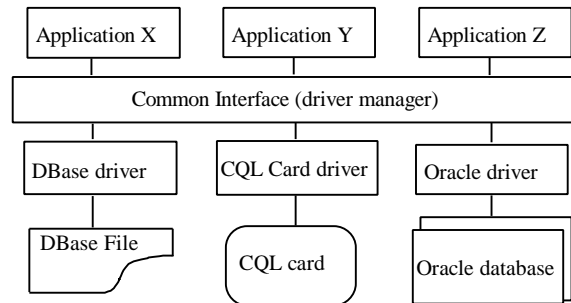 Application X
Application Y
Application Z
Common Interface (driver manager)
DBase driver
CQL Card driver
Oracle driver
DBase File
CQL card
Oracle database